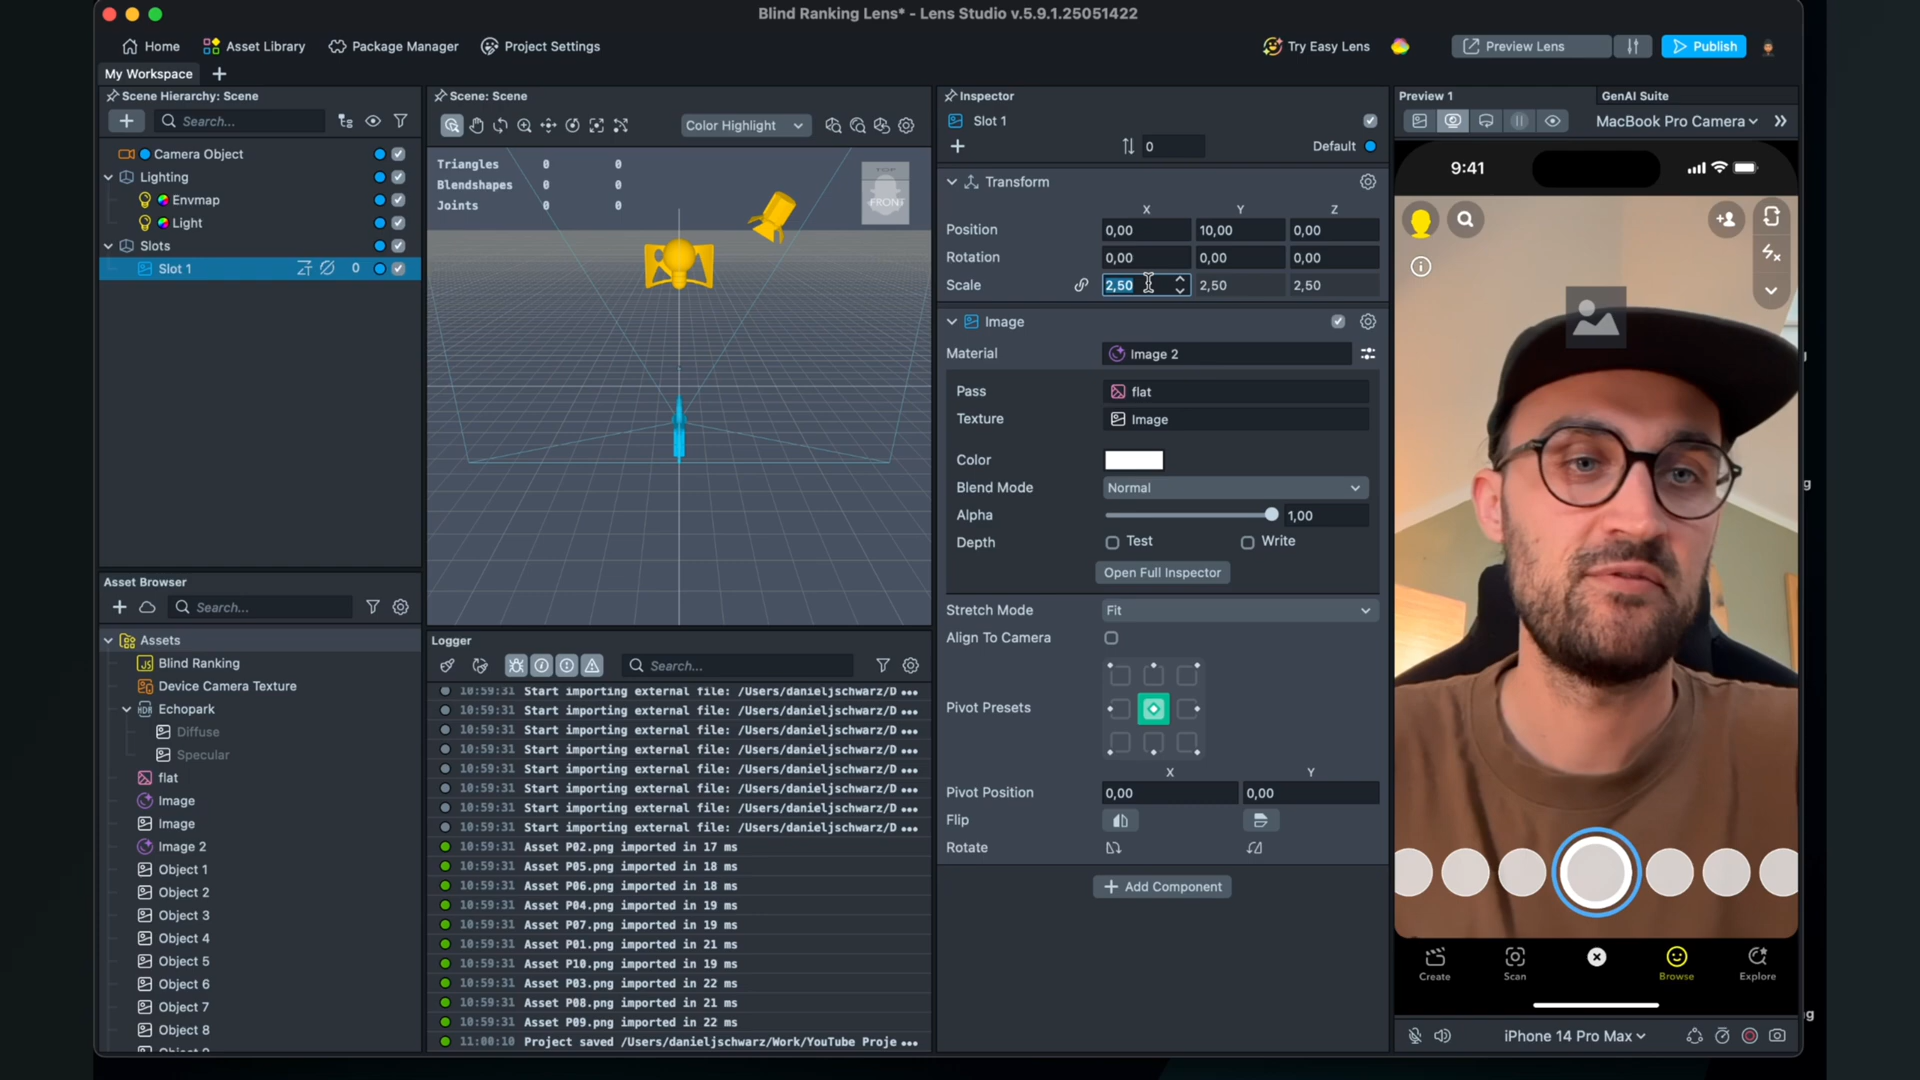 Blind Ranking Lens* - Lens Studio v.5.9.1.25051422
Home
Asset Library
Package Manager
Project Settings
Try Easy Lens
Preview Lens
Publish
My Workspace
Scene Hierarchy: Scene
Search...
Camera Object
Lighting
Envmap
Light
Slots
Slot 1
0
Scene: Scene
Color Highlight
Triangles 0 0
Blendshapes 0 0
Joints 0 0
TOP
FRONT
Inspector
Slot 1
0
Default
Transform
X Y Z
Position 0,00 10,00 0,00
Rotation 0,00 0,00 0,00
Scale 2,50 2,50 2,50
Image
Material Image 2
Pass flat
Texture Image
Color
Blend Mode Normal
Alpha 1,00
Depth Test Write
Open Full Inspector
Stretch Mode Fit
Align To Camera
Pivot Presets
X Y
Pivot Position 0,00 0,00
Flip
Rotate
Add Component
Preview 1
GenAI Suite
MacBook Pro Camera
9:41
Create
Scan
Browse
Explore
iPhone 14 Pro Max
Asset Browser
Search...
Assets
JS Blind Ranking
Device Camera Texture
HDR Echopark
Diffuse
Specular
flat
Image
Image
Image 2
Object 1
Object 2
Object 3
Object 4
Object 5
Object 6
Object 7
Object 8
Logger
Search...
10:59:31 Start importing external file: /Users/danieljschwarz/D •••
10:59:31 Start importing external file: /Users/danieljschwarz/D •••
10:59:31 Start importing external file: /Users/danieljschwarz/D •••
10:59:31 Start importing external file: /Users/danieljschwarz/D •••
10:59:31 Start importing external file: /Users/danieljschwarz/D •••
10:59:31 Start importing external file: /Users/danieljschwarz/D •••
10:59:31 Start importing external file: /Users/danieljschwarz/D •••
10:59:31 Start importing external file: /Users/danieljschwarz/D •••
10:59:31 Asset P02.png imported in 17 ms
10:59:31 Asset P05.png imported in 18 ms
10:59:31 Asset P06.png imported in 18 ms
10:59:31 Asset P04.png imported in 19 ms
10:59:31 Asset P07.png imported in 19 ms
10:59:31 Asset P01.png imported in 21 ms
10:59:31 Asset P10.png imported in 19 ms
10:59:31 Asset P03.png imported in 22 ms
10:59:31 Asset P08.png imported in 21 ms
10:59:31 Asset P09.png imported in 22 ms
11:00:10 Project saved /Users/danieljschwarz/Work/YouTube Proje •••